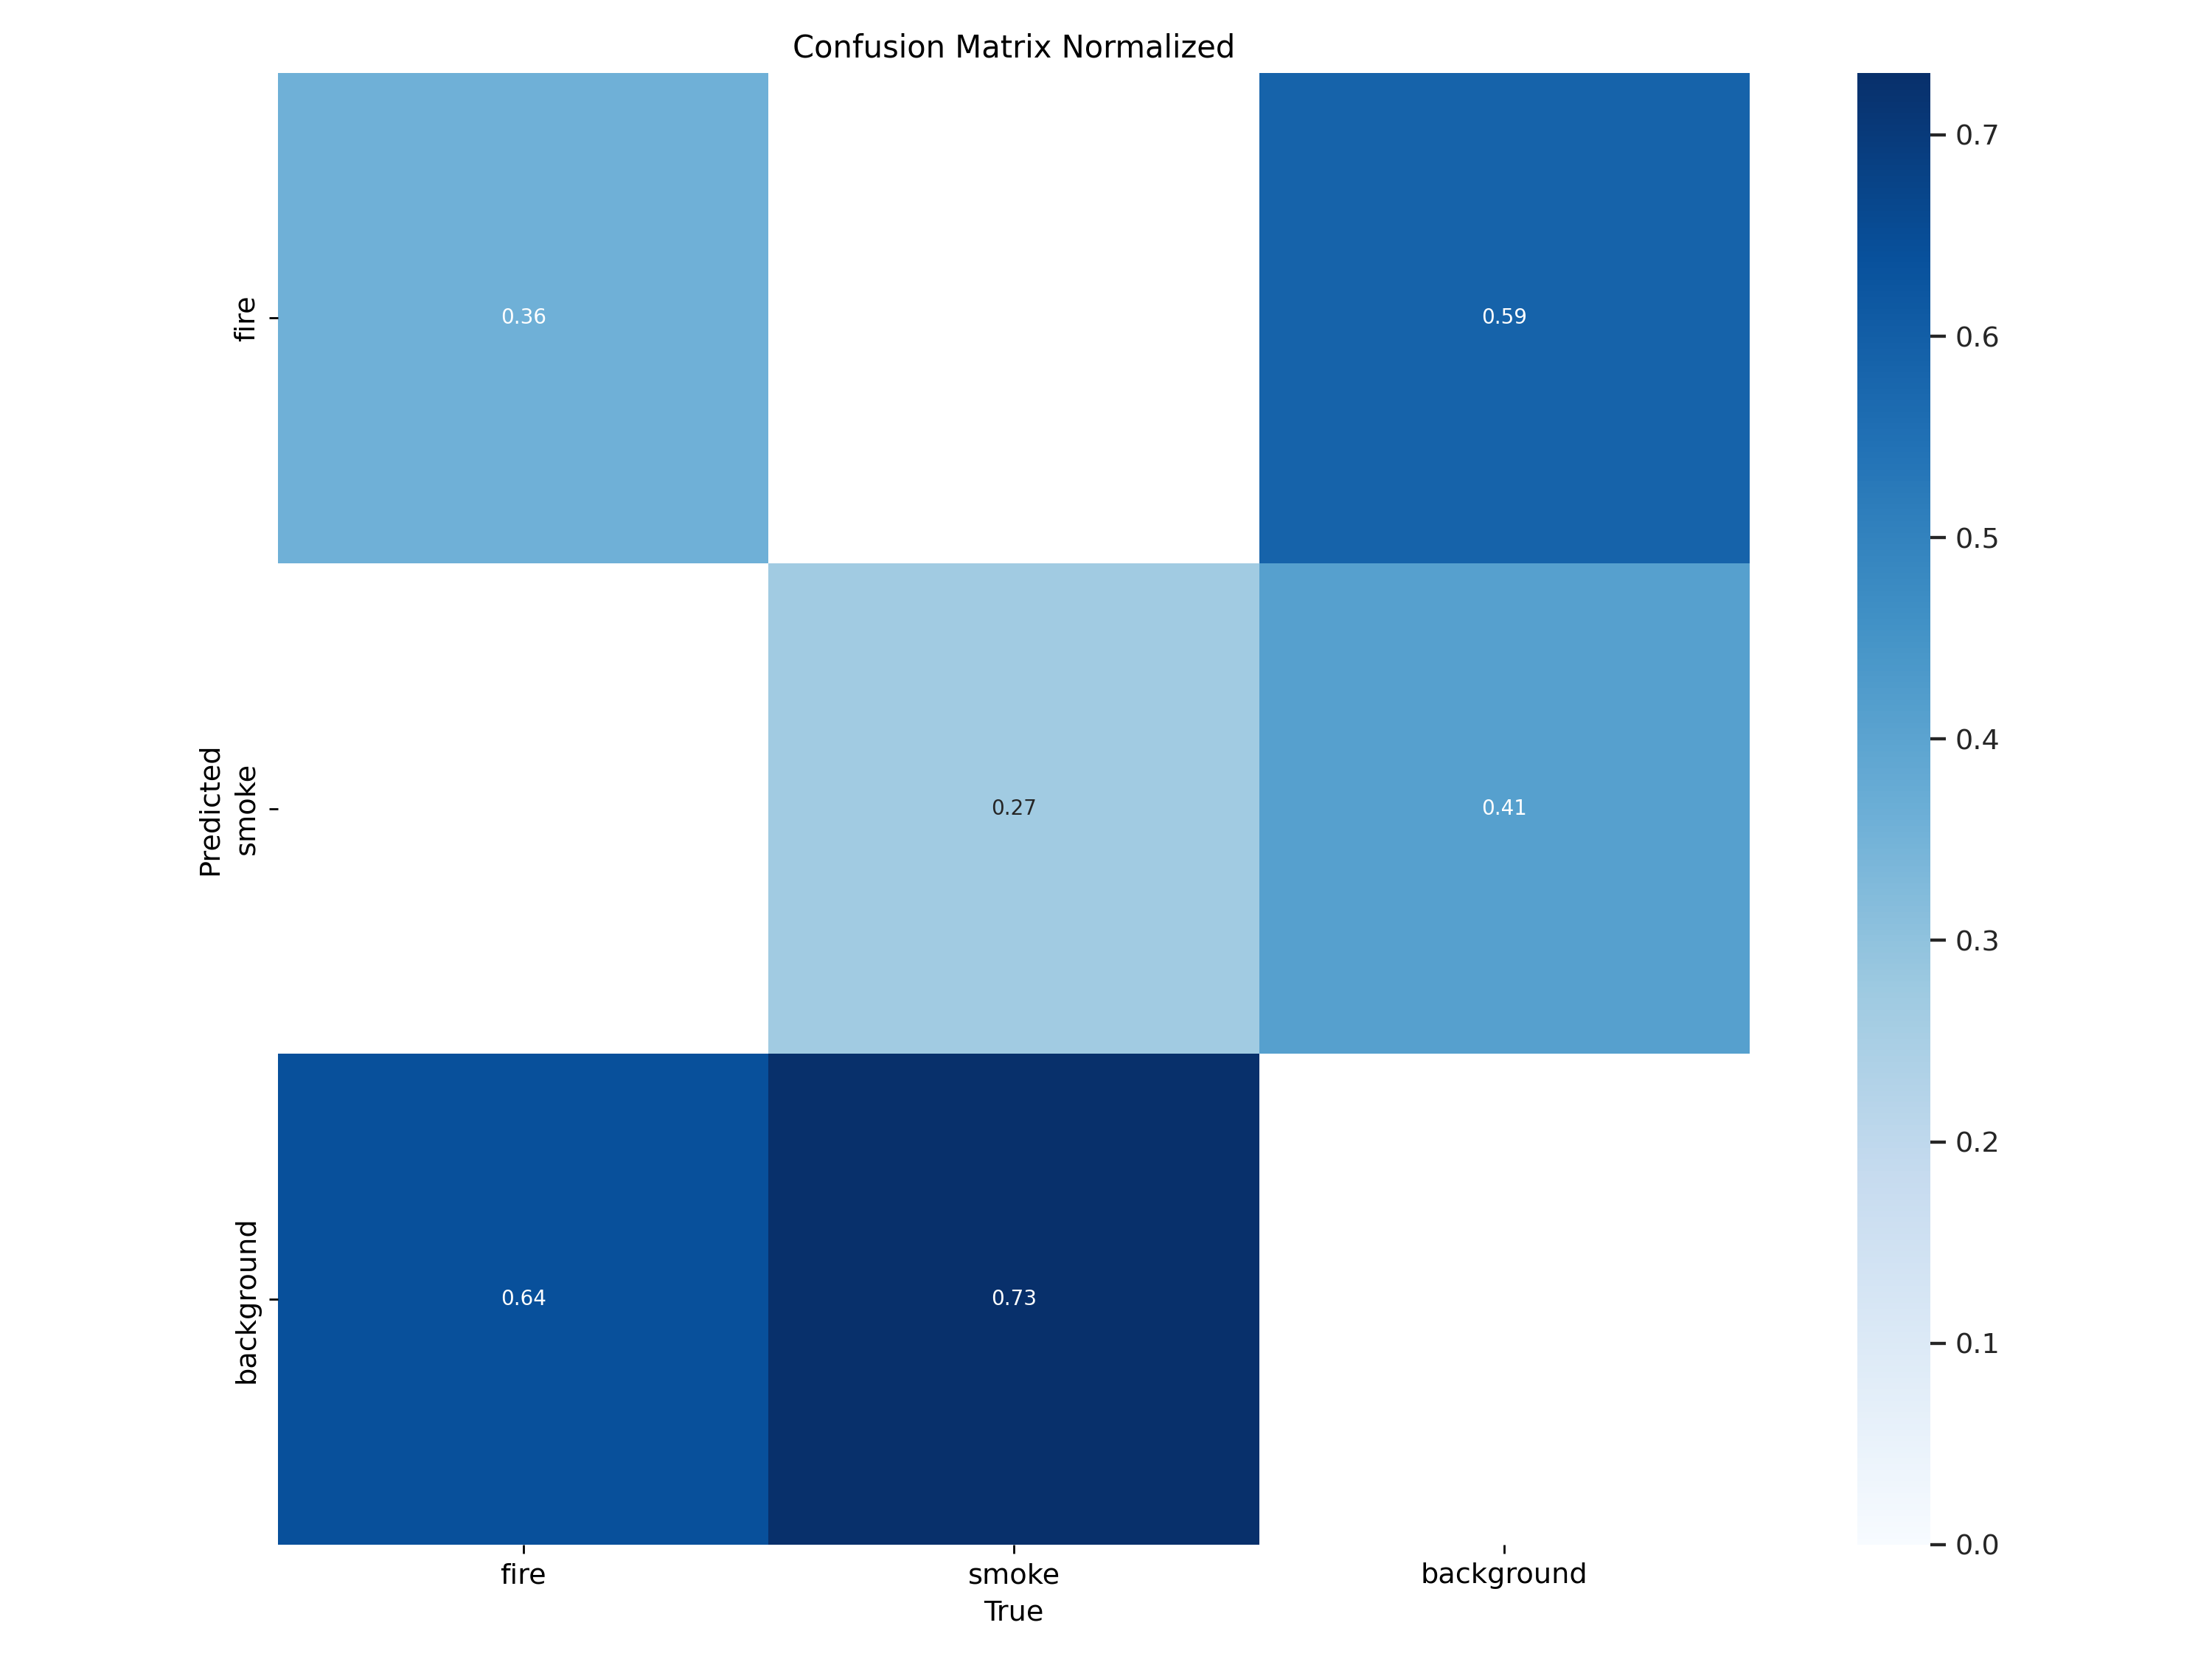 Confusion Matrix Normalized
fire
0.36
0.59
0.7
0.6
0.5
Predicted
smoke
0.27
0.41
0.4
0.3
background
0.64
0.73
0.2
0.1
0.0
fire
smoke
background
True